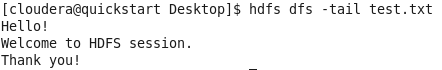 [cloudera@quickstart Desktop]$ hdfs dfs -tail test.txt
Hello!
Welcome to HDFS session.
Thank you!